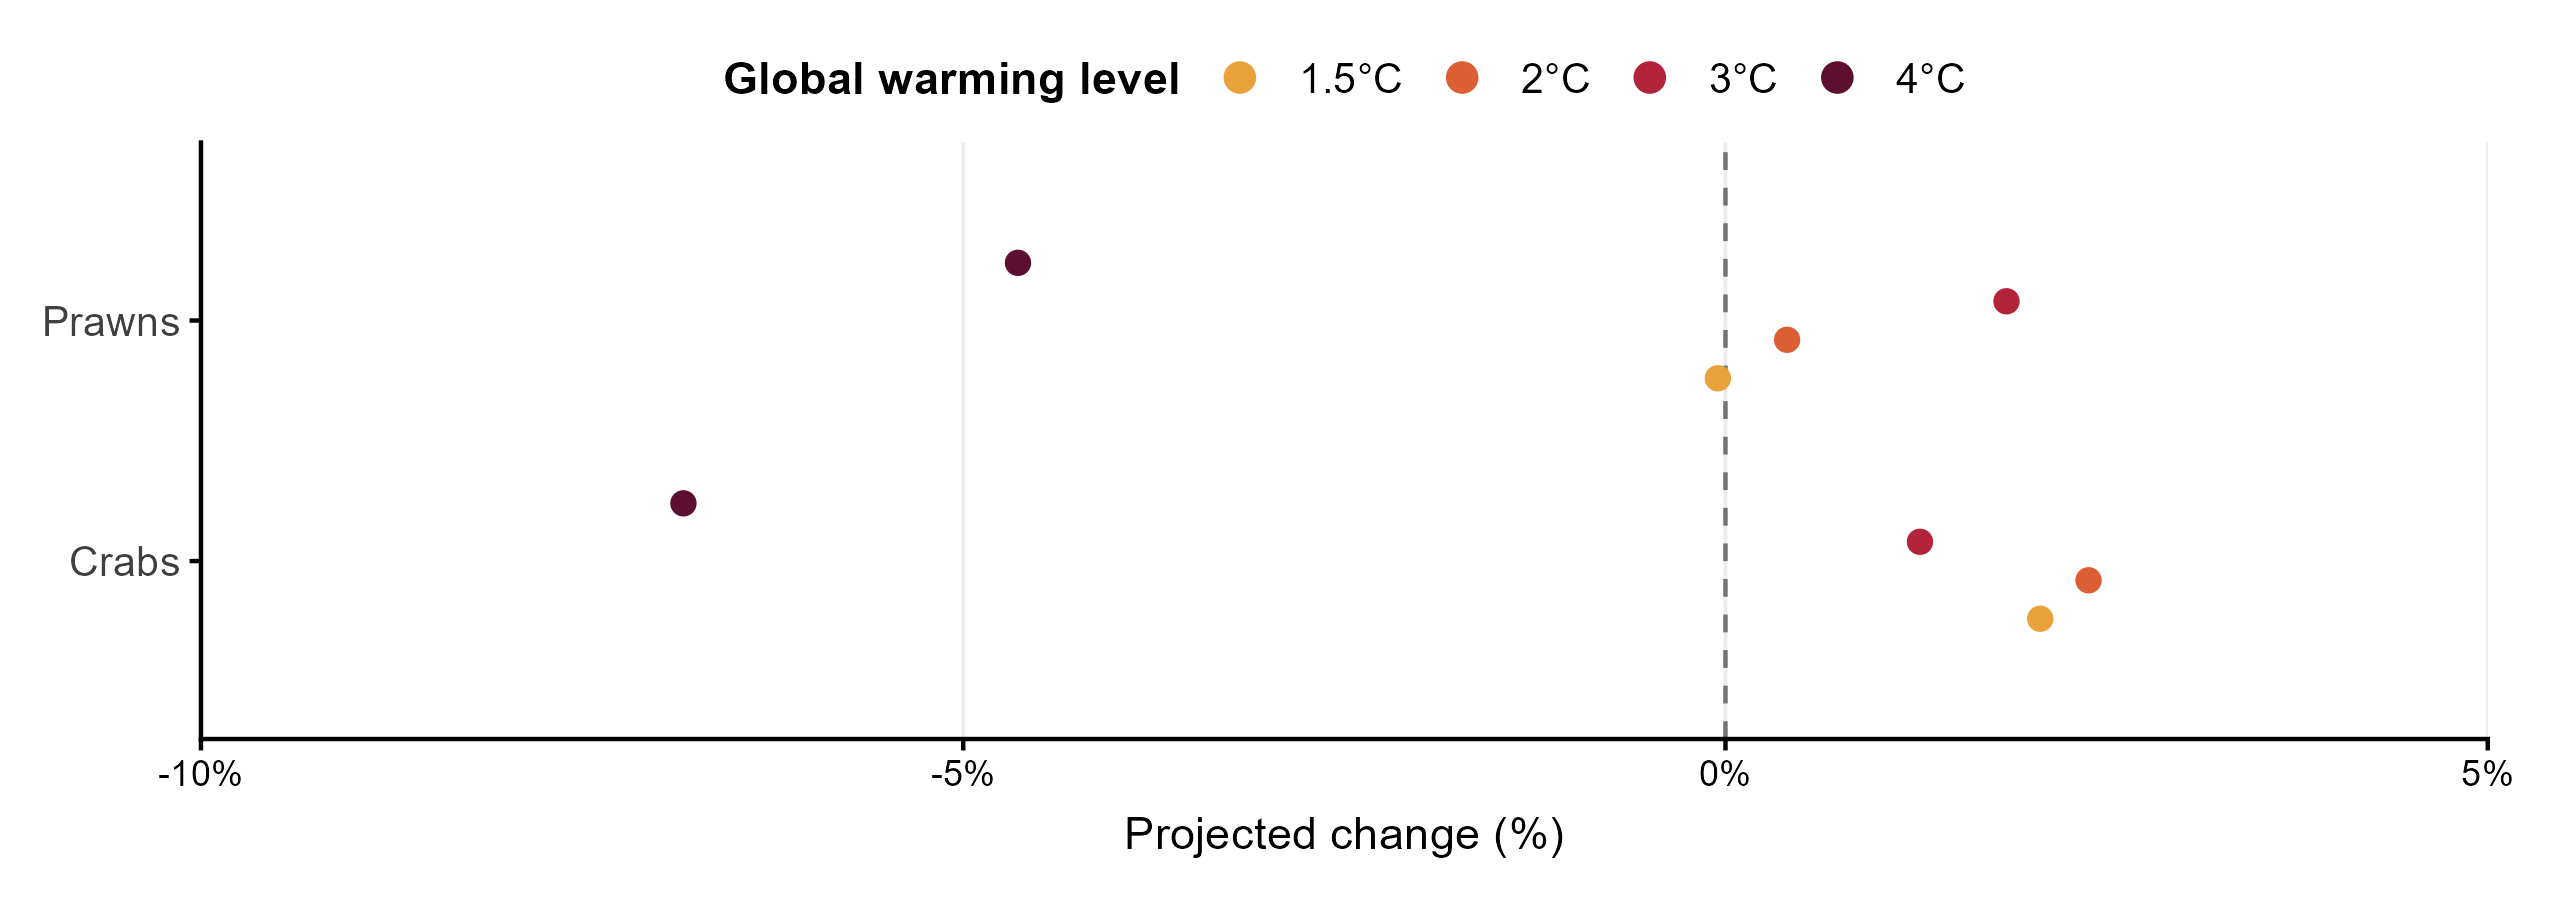 Global warming level 1.5°C 2°C 3°C 4°C
Prawns
Crabs
-10% -5% 0% 5%
Projected change (%)